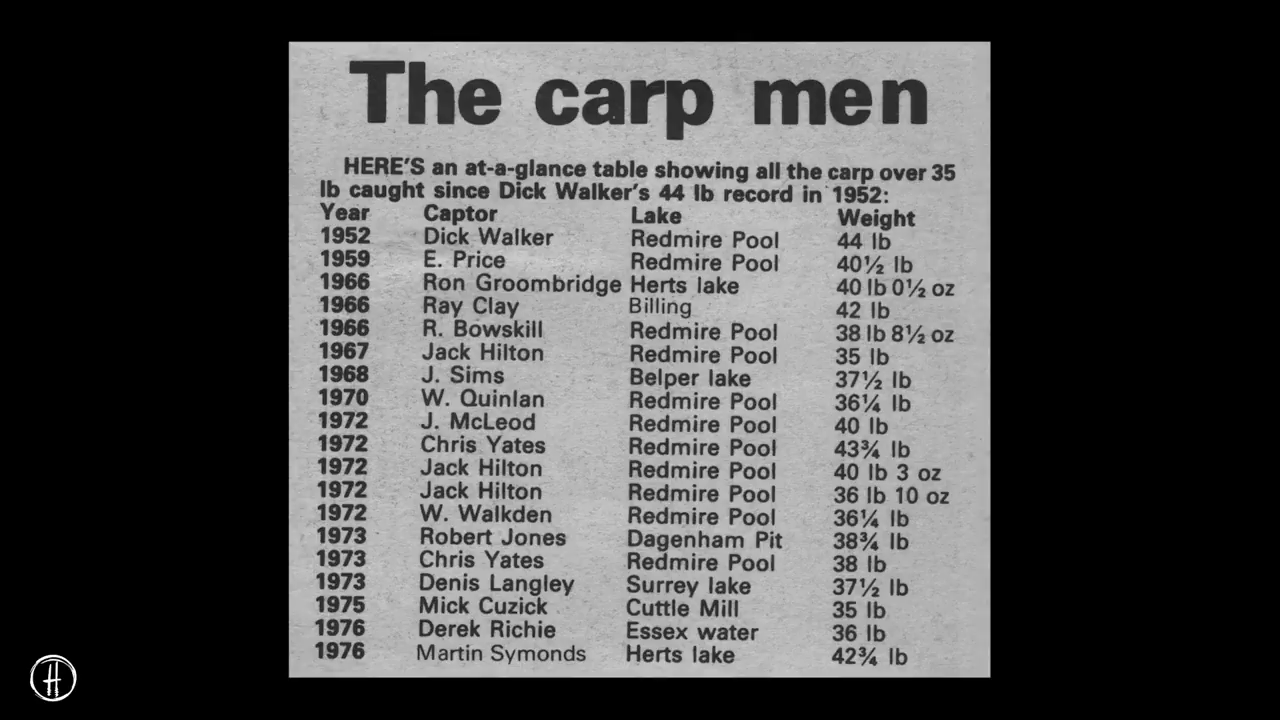 The carp men
HERE'S an at-a-glance table showing all the carp over 35
lb caught since Dick Walker's 44 lb record in 1952:
Year Captor Lake Weight
1952 Dick Walker Redmire Pool 44 lb
1959 E. Price Redmire Pool 40½ lb
1966 Ron Groombridge Herts lake 40 lb 0½ oz
1966 Ray Clay Billing 42 lb
1966 R. Bowskill Redmire Pool 38 lb 8½ oz
1967 Jack Hilton Redmire Pool 35 lb
1968 J. Sims Belper lake 37½ lb
1970 W. Quinlan Redmire Pool 36¼ lb
1972 J. McLeod Redmire Pool 40 lb
1972 Chris Yates Redmire Pool 43¾ lb
1972 Jack Hilton Redmire Pool 40 lb 3 oz
1972 Jack Hilton Redmire Pool 36 lb 10 oz
1972 W. Walkden Redmire Pool 36¼ lb
1973 Robert Jones Dagenham Pit 38¾ lb
1973 Chris Yates Redmire Pool 38 lb
1973 Denis Langley Surrey lake 37½ lb
1975 Mick Cuzick Cuttle Mill 35 lb
1976 Derek Richie Essex water 36 lb
1976 Martin Symonds Herts lake 42¾ lb
H